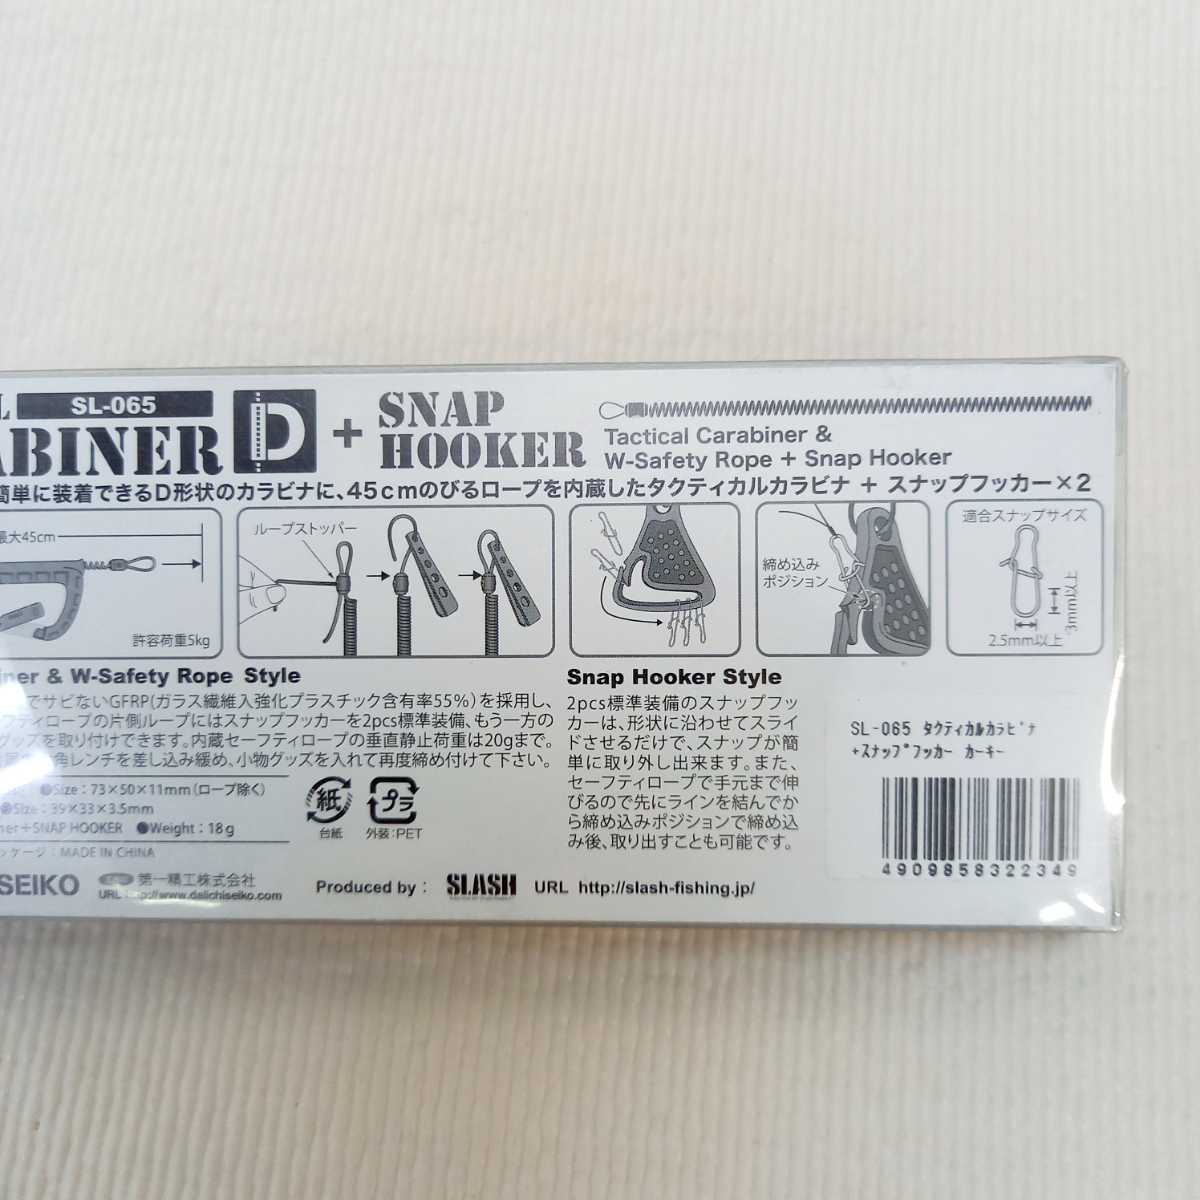 SL-065
ABINER D + SNAP HOOKER
Tactical Carabiner &
W-Safety Rope + Snap Hooker
簡単に装着できるD形状のカラビナに、45cmのびるロープを内蔵したタクティカルカラビナ + スナップフッカー×2
最大45cm
許容荷重5kg
ループストッパー
締め込み
ポジション
適合スナップサイズ
3mm以上
2.5mm以上
iner & W-Safety Rope Style
でサビないGFRP(ガラス繊維入強化プラスチック含有率55%)を採用し、
フティロープの片側ループにはスナップフッカーを2pcs標準装備、もう一方の
グッズを取り付けできます。内蔵セーフティロープの垂直静止荷重は20gまで。
角レンチを差し込み緩め、小物グッズを入れて再度締め付けて下さい。
●Size:73×50×11mm(ロープ除く)
●Size:39×33×3.5mm
ner+SNAP HOOKER ●Weight:18g
ッケージ:MADE IN CHINA
紙
台紙
プラ
外装:PET
SEIKO 第一精工株式会社
URL http://www.daiichiseiko.com
Produced by: SLASH URL http://slash-fishing.jp/
Snap Hooker Style
2pcs標準装備のスナップフッ
カーは、形状に沿わせてスライ
ドさせるだけで、スナップが簡
単に取り外し出来ます。また、
セーフティロープで手元まで伸
びるので先にラインを結んでか
ら締め込みポジションで締め込
み後、取り出すことも可能です。
SL-065 ﾀｸﾃｨｶﾙｶﾗﾋﾞﾅ
+ｽﾅｯﾌﾟﾌｯｶｰ ｶｰｷｰ
4909858322349